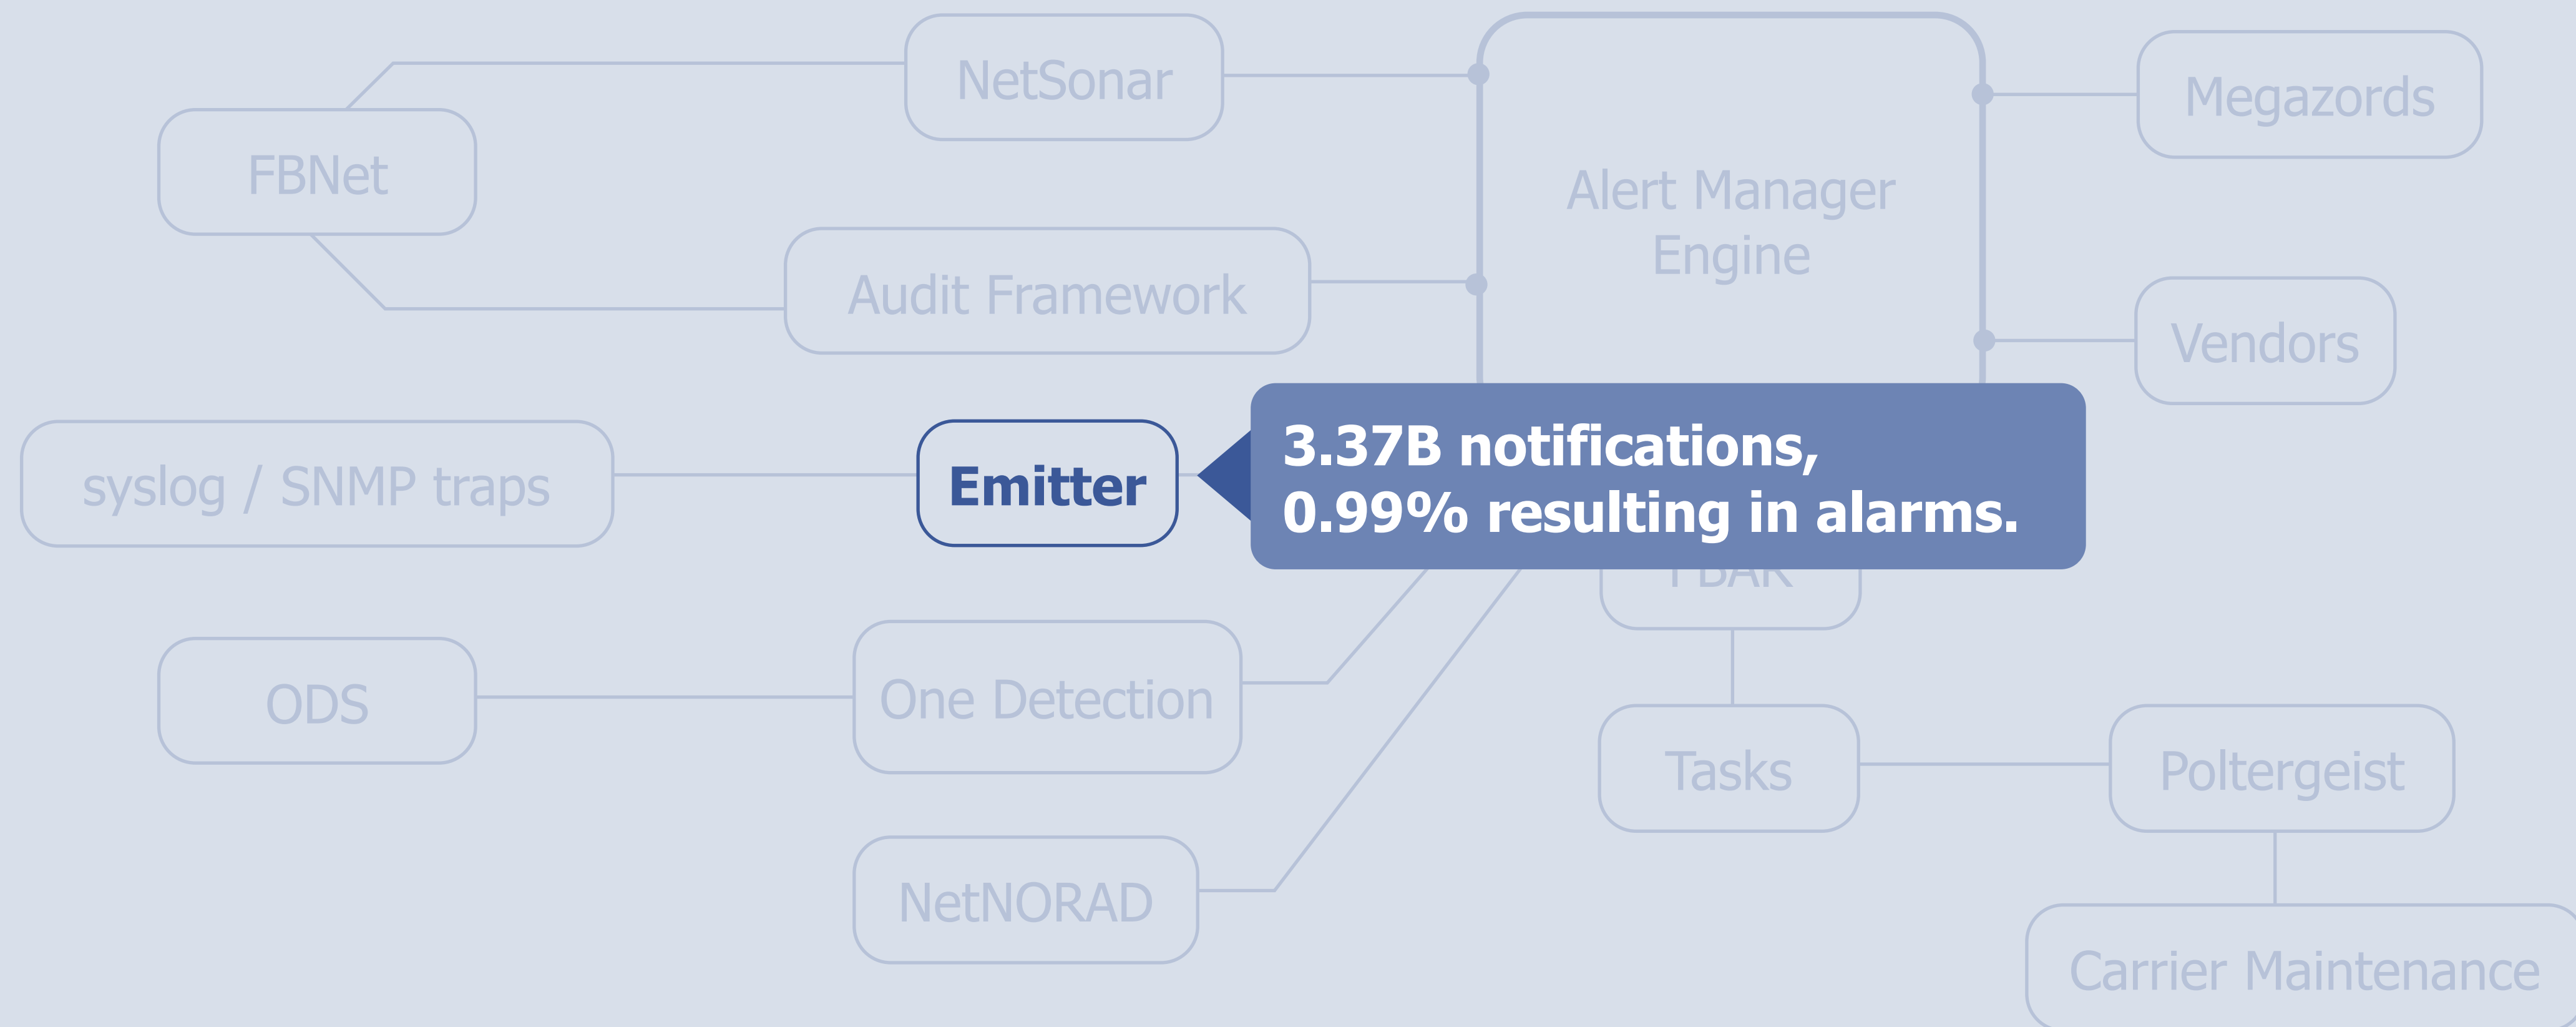 NetSonar
Megazords
FBNet
Alert Manager
Engine
Audit Framework
Vendors
syslog / SNMP traps
Emitter
3.37B notifications,
0.99% resulting in alarms.
FBAR
ODS
One Detection
Tasks
Poltergeist
NetNORAD
Carrier Maintenance